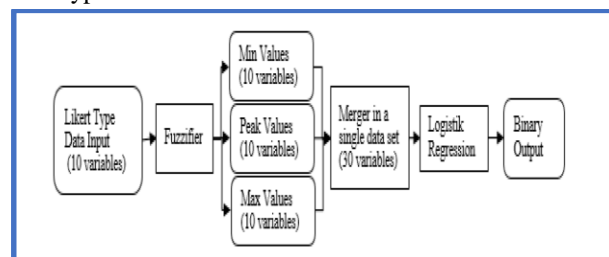 Min Values
(10 variables)
Likert Type
Data Input
(10 variables)
Fuzzifier
Peak Values
(10 variables)
Merger in a
single data set
(30 variables)
Logistik
Regression
Binary
Output
Max Values
(10 variables)